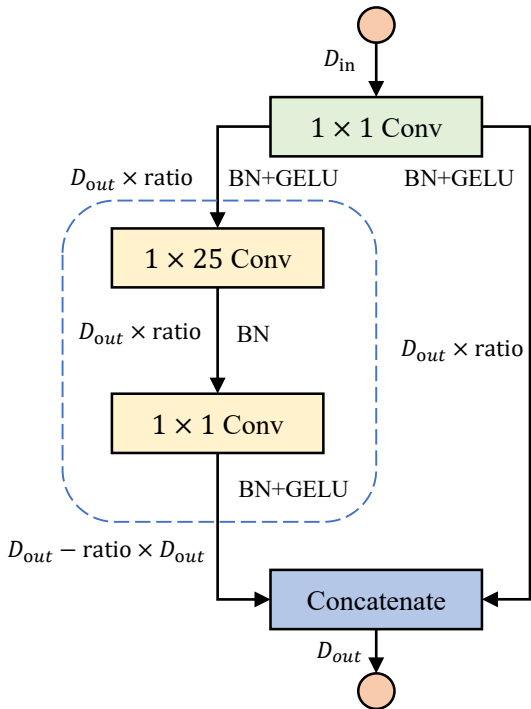 D_in
1 × 1 Conv
D_out × ratio
BN+GELU
BN+GELU
1 × 25 Conv
D_out × ratio
BN
D_out × ratio
1 × 1 Conv
BN+GELU
D_out − ratio × D_out
Concatenate
D_out